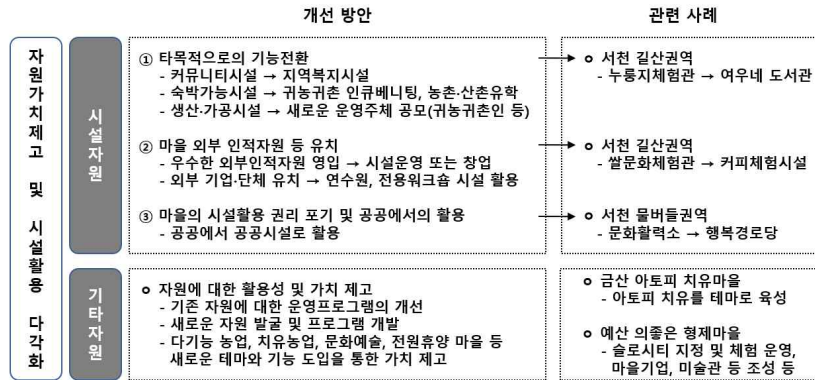 개선 방안
관련 사례
자원가치제고 및 시설활용 다각화
시설자원
① 타목적으로의 기능전환
- 커뮤니티시설 → 지역복지시설
- 숙박가능시설 → 귀농귀촌 인큐베니팅, 농촌·산촌유학
- 생산·가공시설 → 새로운 운영주체 공모(귀농귀촌인 등)
② 마을 외부 인적자원 등 유치
- 우수한 외부인적자원 영입 → 시설운영 또는 창업
- 외부 기업·단체 유치 → 연수원, 전용워크숍 시설 활용
③ 마을의 시설활용 권리 포기 및 공공에서의 활용
- 공공에서 공공시설로 활용
서천 길산권역
- 누룽지체험관 → 여우네 도서관
서천 길산권역
- 쌀문화체험관 → 커피체험시설
서천 물버들권역
- 문화활력소 → 행복경로당
기타자원
자원에 대한 활용성 및 가치 제고
- 기존 자원에 대한 운영프로그램의 개선
- 새로운 자원 발굴 및 프로그램 개발
- 다기능 농업, 치유농업, 문화예술, 전원휴양 마을 등
새로운 테마와 기능 도입을 통한 가치 제고
금산 아토피 치유마을
- 아토피 치유를 테마로 육성
예산 의좋은 형제마을
- 슬로시티 지정 및 체험 운영,
마을기업, 미술관 등 조성 등